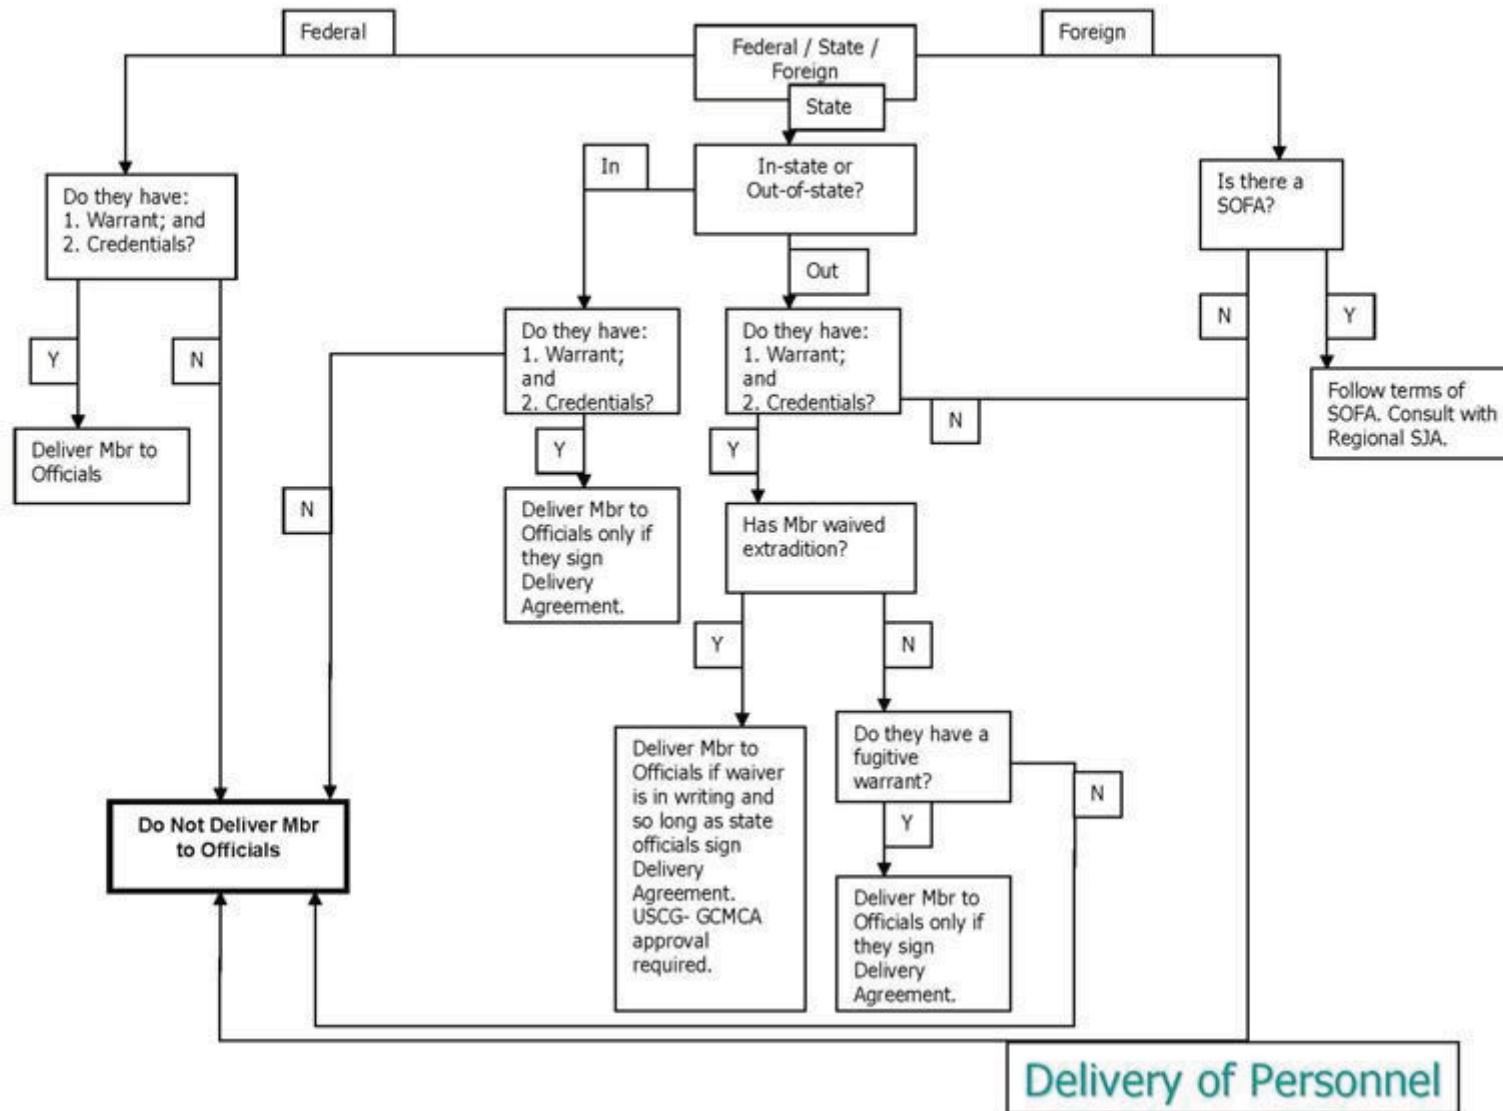 Federal
Federal / State /
Foreign
Foreign
State
In
In-state or
Out-of-state?
Is there a
SOFA?
Do they have:
1. Warrant; and
2. Credentials?
Out
N
Y
Do they have:
1. Warrant;
and
2. Credentials?
Do they have:
1. Warrant;
and
2. Credentials?
Y
N
Follow terms of
SOFA. Consult with
Regional SJA.
N
Deliver Mbr to
Officials
Y
Y
N
Deliver Mbr to
Officials only if
they sign
Delivery
Agreement.
Has Mbr waived
extradition?
Y
N
Deliver Mbr to
Officials if waiver
is in writing and
so long as state
officials sign
Delivery
Agreement.
USCG- GCMCA
approval
required.
Do they have a
fugitive
warrant?
N
Y
Do Not Deliver Mbr
to Officials
Deliver Mbr to
Officials only if
they sign
Delivery
Agreement.
Delivery of Personnel